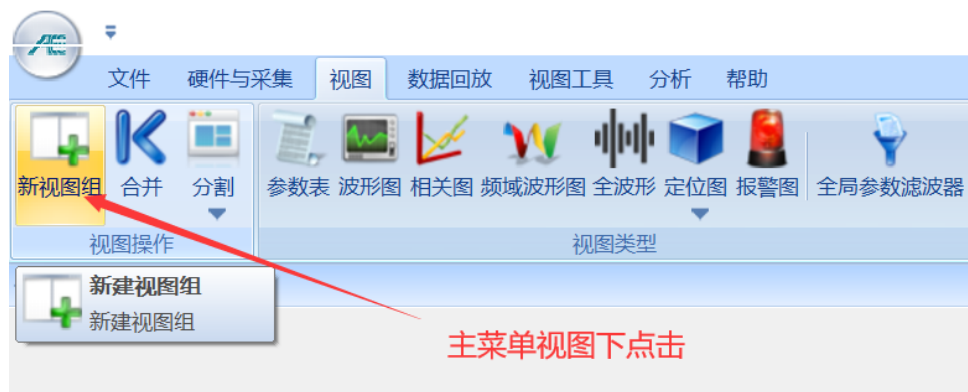 AE
文件 硬件与采集 视图 数据回放 视图工具 分析 帮助
新视图组 合并 分割 参数表 波形图 相关图 频域波形图 全波形 定位图 报警图 全局参数滤波器
视图操作 视图类型
新建视图组
新建视图组
主菜单视图下点击